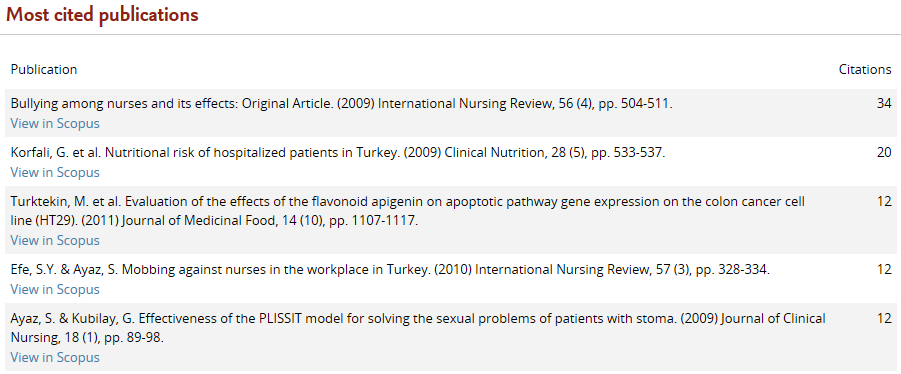 Most cited publications
Publication Citations
Bullying among nurses and its effects: Original Article. (2009) International Nursing Review, 56 (4), pp. 504-511. 34
View in Scopus
Korfali, G. et al. Nutritional risk of hospitalized patients in Turkey. (2009) Clinical Nutrition, 28 (5), pp. 533-537. 20
View in Scopus
Turktekin, M. et al. Evaluation of the effects of the flavonoid apigenin on apoptotic pathway gene expression on the colon cancer cell 12
line (HT29). (2011) Journal of Medicinal Food, 14 (10), pp. 1107-1117.
View in Scopus
Efe, S.Y. & Ayaz, S. Mobbing against nurses in the workplace in Turkey. (2010) International Nursing Review, 57 (3), pp. 328-334. 12
View in Scopus
Ayaz, S. & Kubilay, G. Effectiveness of the PLISSIT model for solving the sexual problems of patients with stoma. (2009) Journal of Clinical 12
Nursing, 18 (1), pp. 89-98.
View in Scopus